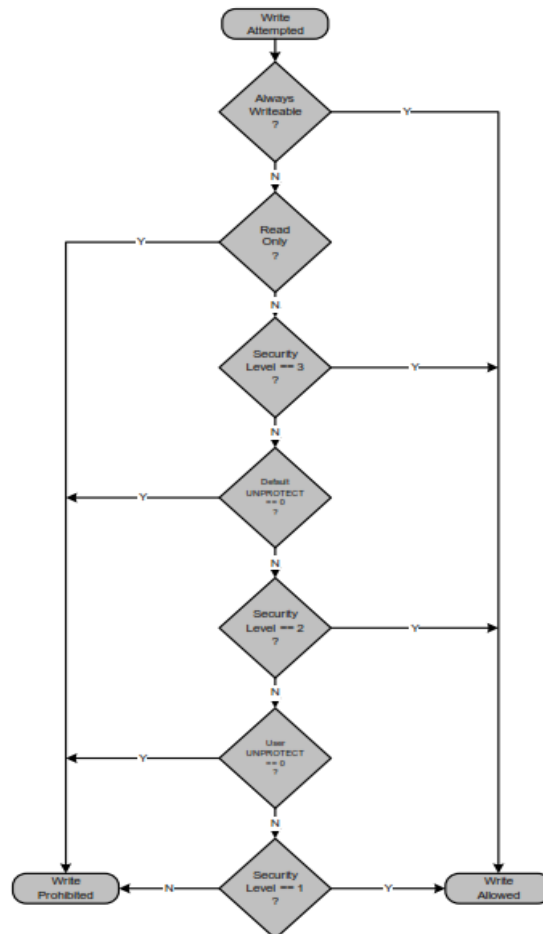 Write
Attempted
Always
Writeable
?
Y
N
Read
Only
?
Y
N
Security
Level == 3
?
Y
N
Default
UNPROTECT
== 0
?
Y
N
Security
Level == 2
?
Y
N
User
UNPROTECT
== 0
?
Y
N
Write
Prohibited
N
Security
Level == 1
?
Y
Write
Allowed